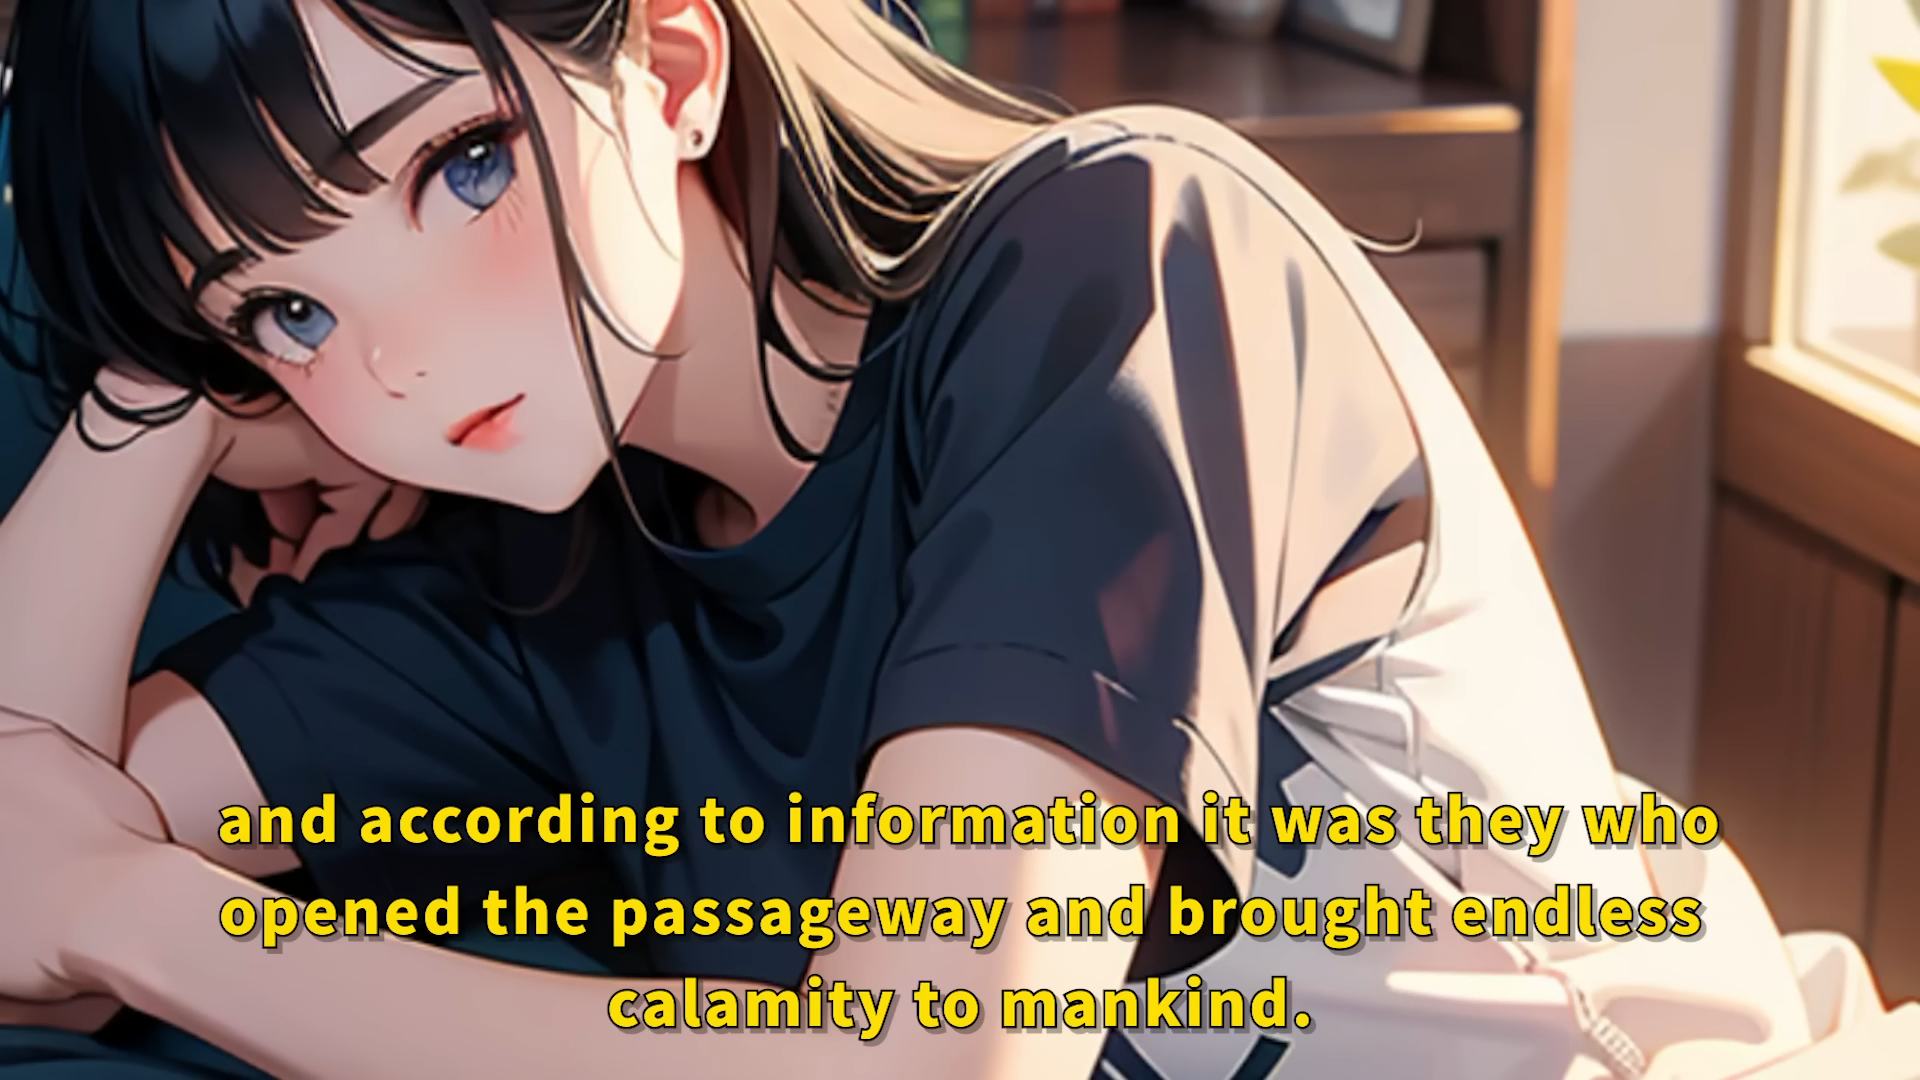 and according to information it was they who
opened the passageway and brought endless
calamity to mankind.